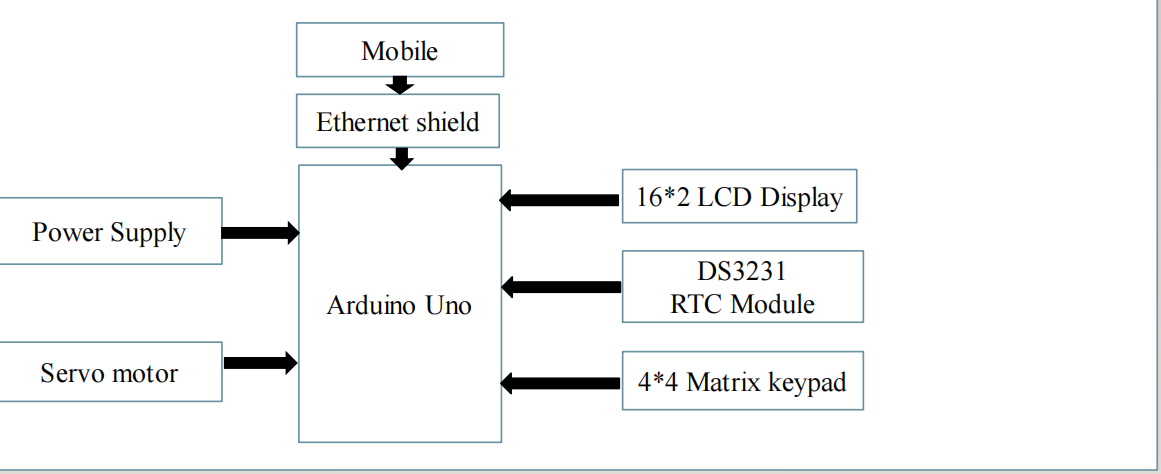 Mobile
Ethernet shield
16*2 LCD Display
Power Supply
DS3231
RTC Module
Arduino Uno
Servo motor
4*4 Matrix keypad